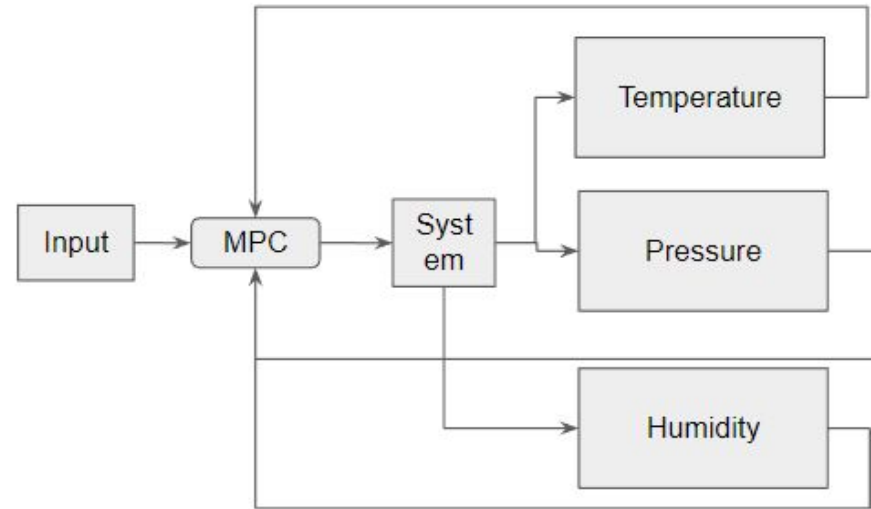 Temperature
Input
MPC
Syst
em
Pressure
Humidity